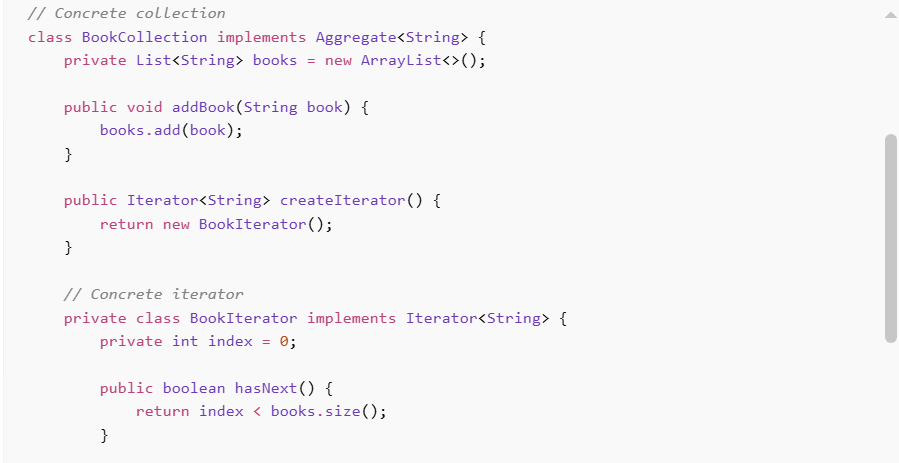 // Concrete collection
class BookCollection implements Aggregate<String> {
    private List<String> books = new ArrayList<>();

    public void addBook(String book) {
        books.add(book);
    }

    public Iterator<String> createIterator() {
        return new BookIterator();
    }

    // Concrete iterator
    private class BookIterator implements Iterator<String> {
        private int index = 0;

        public boolean hasNext() {
            return index < books.size();
        }